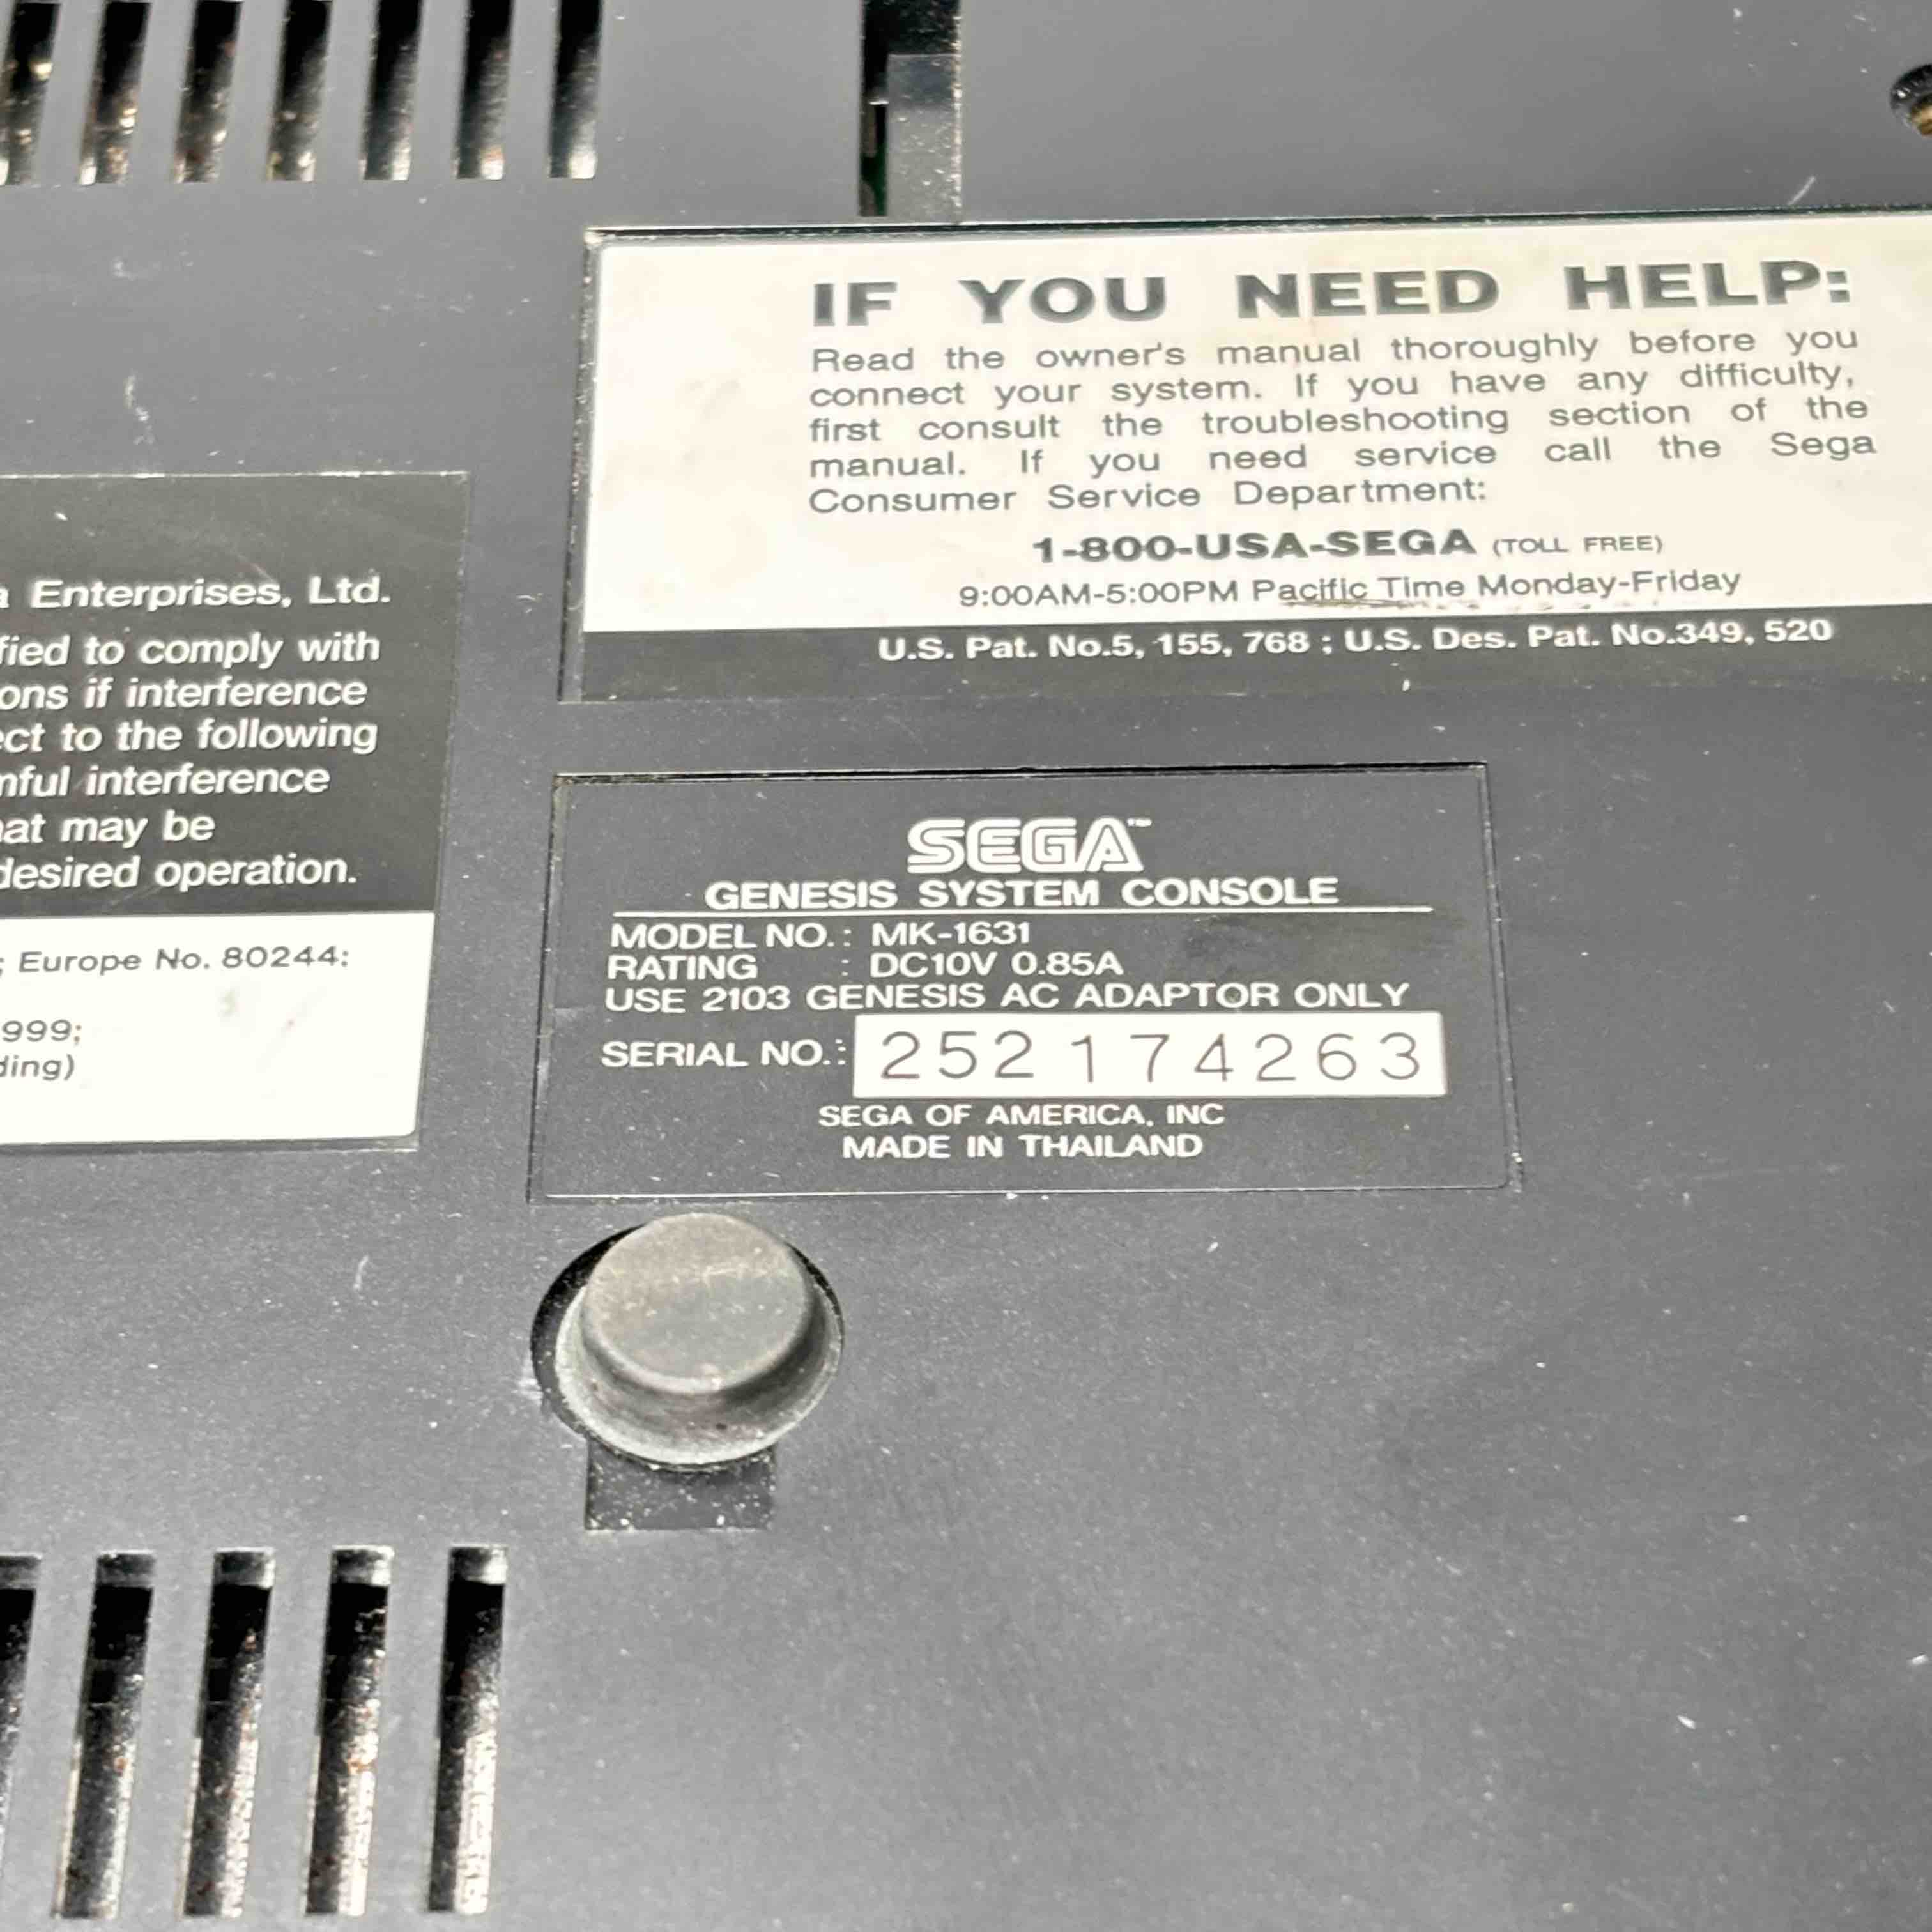 IF YOU NEED HELP:
Read the owner's manual thoroughly before you
connect your system. If you have any difficulty,
first consult the troubleshooting section of the
manual. If you need service call the Sega
Consumer Service Department:
1-800-USA-SEGA (TOLL FREE)
9:00AM-5:00PM Pacific Time Monday-Friday
U.S. Pat. No.5, 155, 768 ; U.S. Des. Pat. No.349, 520
Enterprises, Ltd.
to comply with
if interference
to the following
interference
may be
desired operation.
; Europe No. 80244:
999;
SEGA™
GENESIS SYSTEM CONSOLE
MODEL NO.: MK-1631
RATING : DC10V 0.85A
USE 2103 GENESIS AC ADAPTOR ONLY
SERIAL NO.: 252174263
SEGA OF AMERICA, INC
MADE IN THAILAND